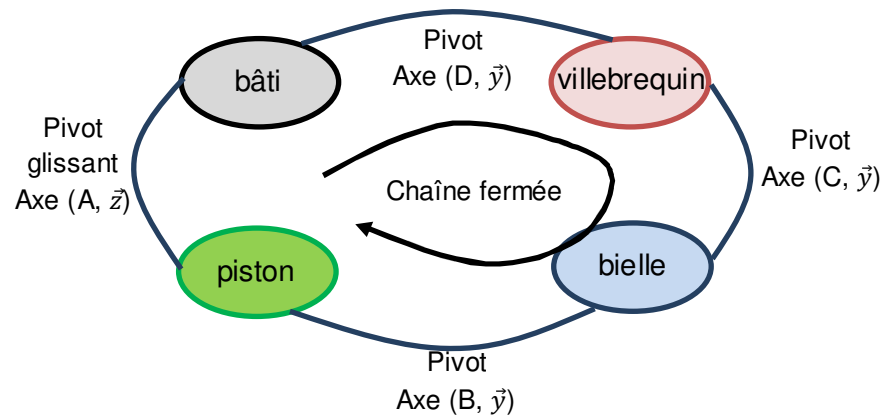 Pivot
Axe (D, y⃗)
bâti
villebrequin
Pivot
glissant
Axe (A, z⃗)
Pivot
Axe (C, y⃗)
Chaîne fermée
piston
bielle
Pivot
Axe (B, y⃗)